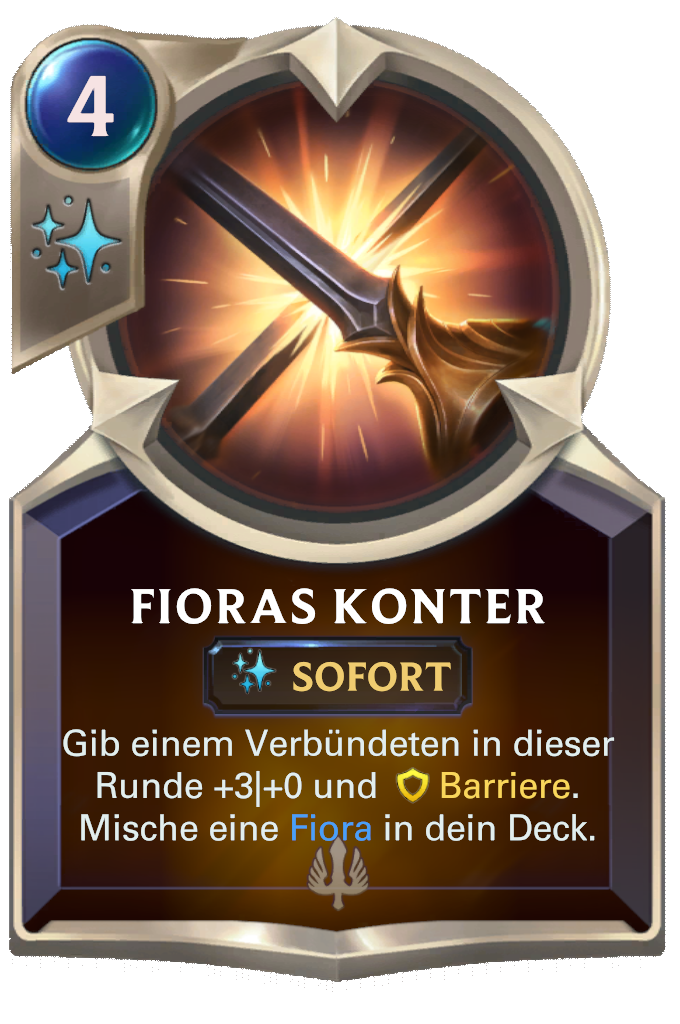 4
FIORAS KONTER
SOFORT
Gib einem Verbündeten in dieser
Runde +3|+0 und Barriere.
Mische eine Fiora in dein Deck.